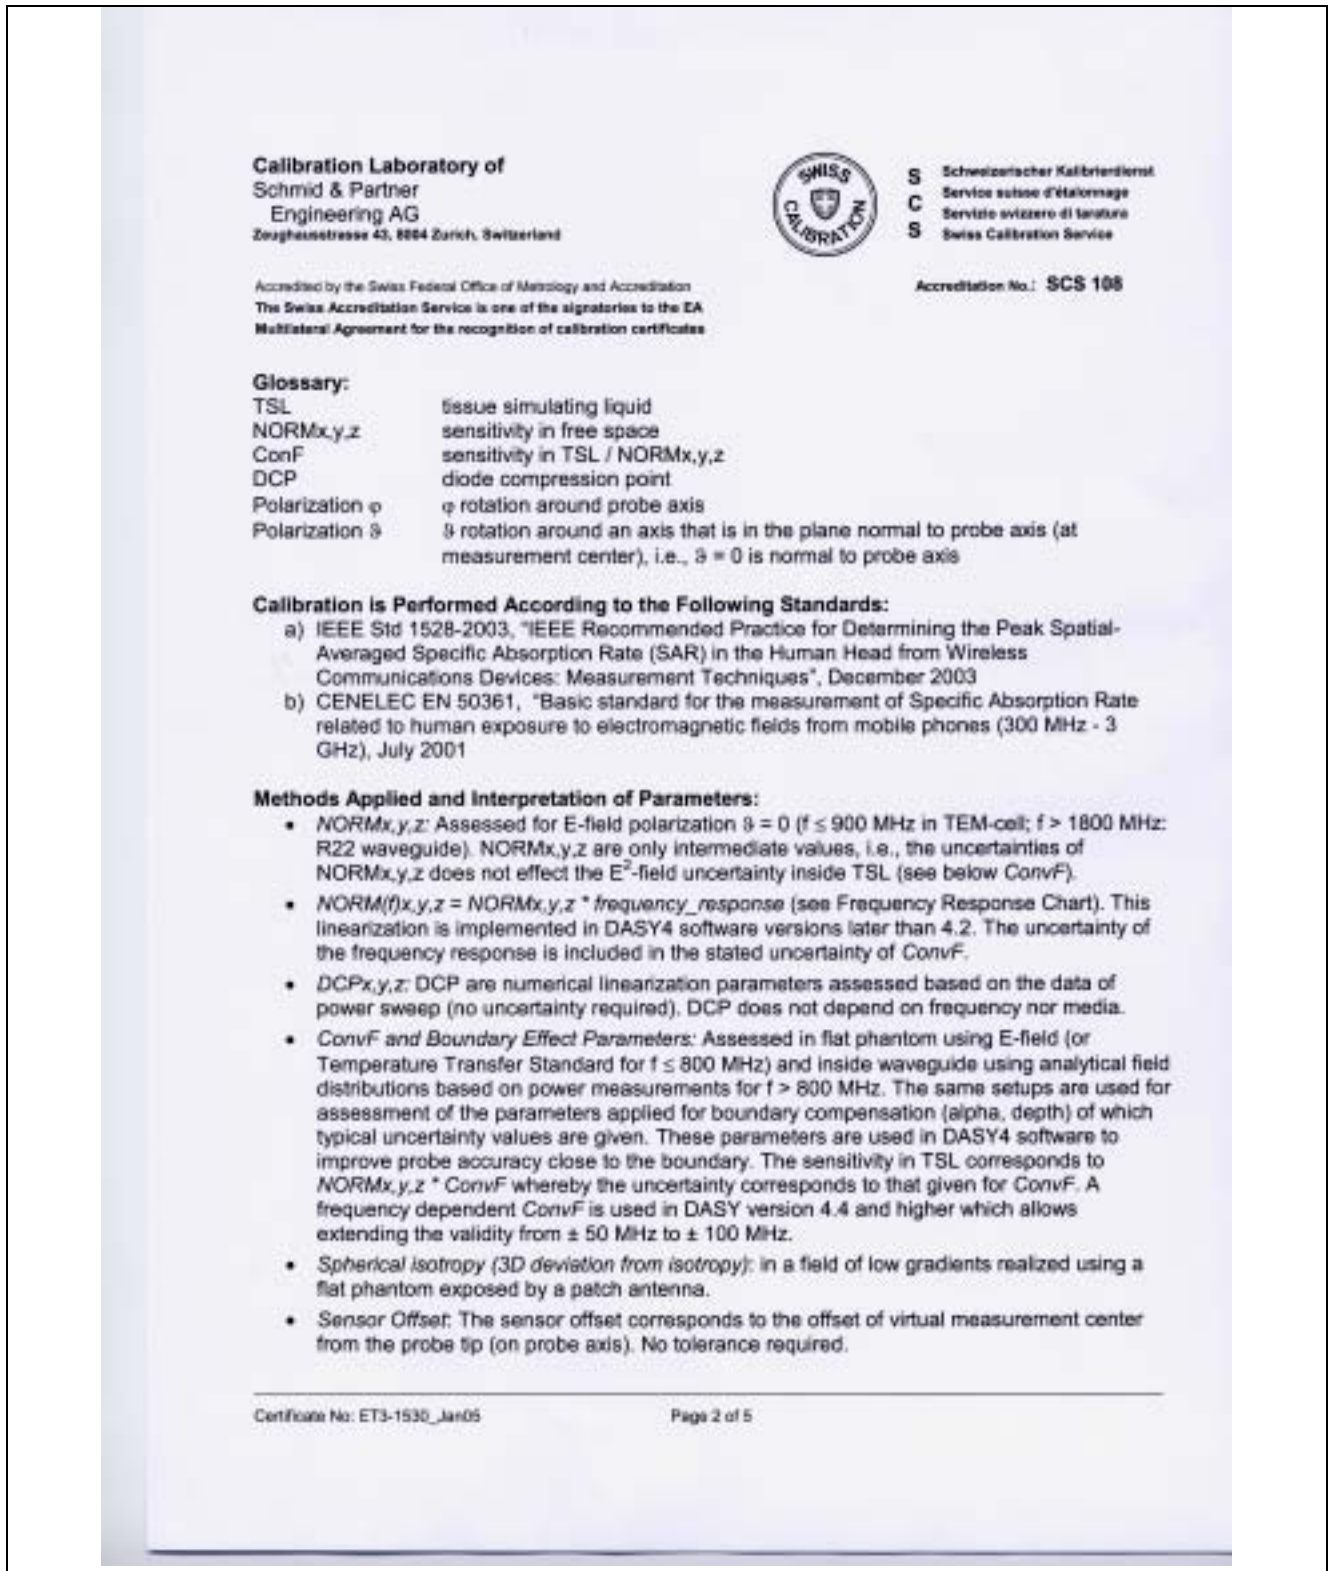 Calibration Laboratory of
Schmid & Partner
Engineering AG
Zeughausstrasse 43, 8004 Zurich, Switzerland
SWISS
CALIBRATION
S Schweizerischer Kalibrierdienst
C Service suisse d'étalonnage
Servizio svizzero di taratura
S Swiss Calibration Service
Accredited by the Swiss Federal Office of Metrology and Accreditation
The Swiss Accreditation Service is one of the signatories to the EA
Multilateral Agreement for the recognition of calibration certificates
Accreditation No.: SCS 108
Glossary:
TSL tissue simulating liquid
NORMx,y,z sensitivity in free space
ConF sensitivity in TSL / NORMx,y,z
DCP diode compression point
Polarization φ φ rotation around probe axis
Polarization ϑ ϑ rotation around an axis that is in the plane normal to probe axis (at
measurement center), i.e., ϑ = 0 is normal to probe axis
Calibration is Performed According to the Following Standards:
a) IEEE Std 1528-2003, "IEEE Recommended Practice for Determining the Peak Spatial-
Averaged Specific Absorption Rate (SAR) in the Human Head from Wireless
Communications Devices: Measurement Techniques", December 2003
b) CENELEC EN 50361, "Basic standard for the measurement of Specific Absorption Rate
related to human exposure to electromagnetic fields from mobile phones (300 MHz - 3
GHz), July 2001
Methods Applied and Interpretation of Parameters:
• NORMx,y,z: Assessed for E-field polarization ϑ = 0 (f ≤ 900 MHz in TEM-cell; f > 1800 MHz:
R22 waveguide). NORMx,y,z are only intermediate values, i.e., the uncertainties of
NORMx,y,z does not effect the E²-field uncertainty inside TSL (see below ConvF).
• NORM(f)x,y,z = NORMx,y,z * frequency_response (see Frequency Response Chart). This
linearization is implemented in DASY4 software versions later than 4.2. The uncertainty of
the frequency response is included in the stated uncertainty of ConvF.
• DCPx,y,z: DCP are numerical linearization parameters assessed based on the data of
power sweep (no uncertainty required). DCP does not depend on frequency nor media.
• ConvF and Boundary Effect Parameters: Assessed in flat phantom using E-field (or
Temperature Transfer Standard for f ≤ 800 MHz) and inside waveguide using analytical field
distributions based on power measurements for f > 800 MHz. The same setups are used for
assessment of the parameters applied for boundary compensation (alpha, depth) of which
typical uncertainty values are given. These parameters are used in DASY4 software to
improve probe accuracy close to the boundary. The sensitivity in TSL corresponds to
NORMx,y,z * ConvF whereby the uncertainty corresponds to that given for ConvF. A
frequency dependent ConvF is used in DASY version 4.4 and higher which allows
extending the validity from ± 50 MHz to ± 100 MHz.
• Spherical isotropy (3D deviation from isotropy): in a field of low gradients realized using a
flat phantom exposed by a patch antenna.
• Sensor Offset: The sensor offset corresponds to the offset of virtual measurement center
from the probe tip (on probe axis). No tolerance required.
Certificate No: ET3-1530_Jan05 Page 2 of 5